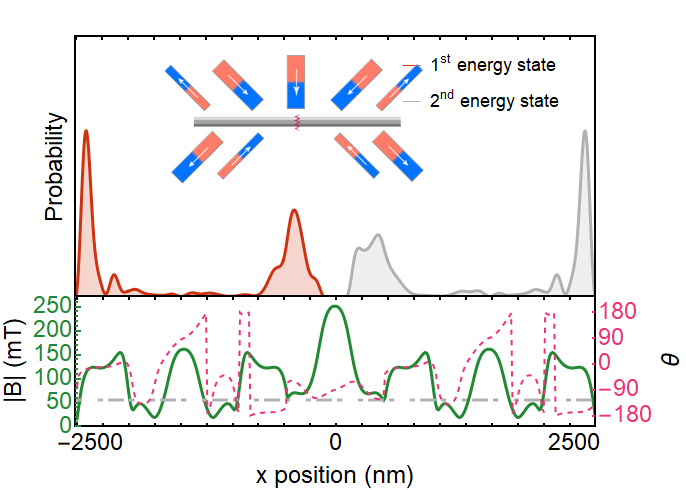 1st energy state
2nd energy state
Probability
250
200
150
100
50
0
|B| (mT)
180
90
0
−90
−180
θ
−2500
0
2500
x position (nm)